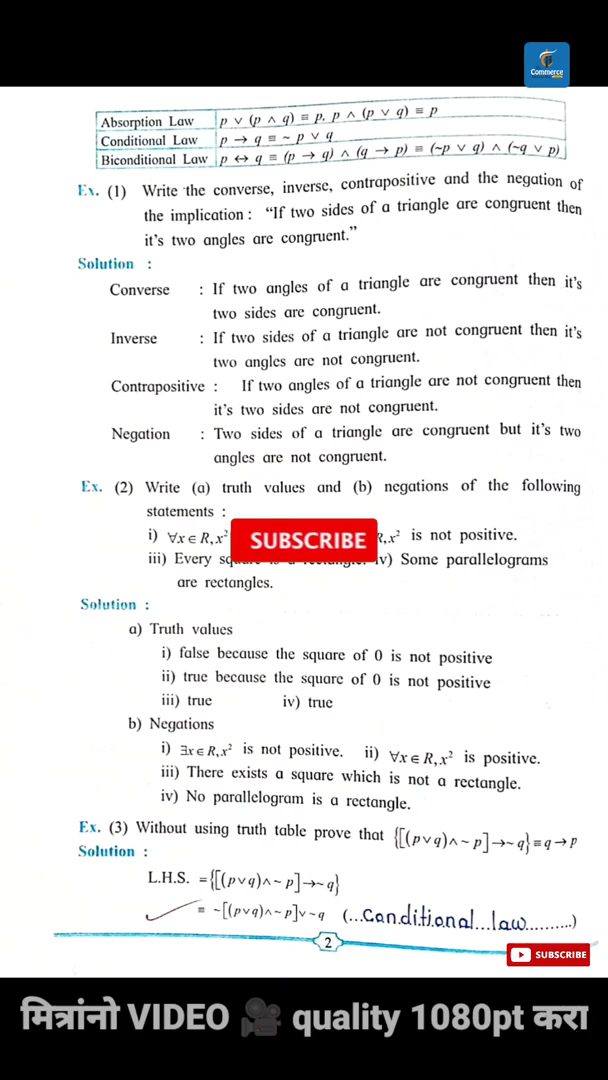 Commerce
Absorption Law p ∨ (p ∧ q) ≡ p, p ∧ (p ∨ q) ≡ p
Conditional Law p → q ≡ ~ p ∨ q
Biconditional Law p ↔ q ≡ (p → q) ∧ (q → p) ≡ (~p ∨ q) ∧ (~q ∨ p)
Ex. (1) Write the converse, inverse, contrapositive and the negation of
the implication : “If two sides of a triangle are congruent then
it’s two angles are congruent.”
Solution :
Converse : If two angles of a triangle are congruent then it’s
two sides are congruent.
Inverse : If two sides of a triangle are not congruent then it’s
two angles are not congruent.
Contrapositive : If two angles of a triangle are not congruent then
it’s two sides are not congruent.
Negation : Two sides of a triangle are congruent but it’s two
angles are not congruent.
Ex. (2) Write (a) truth values and (b) negations of the following
statements :
i) ∀x∈R, x² R, x² is not positive.
SUBSCRIBE
iii) Every iv) Some parallelograms
are rectangles.
Solution :
a) Truth values
i) false because the square of 0 is not positive
ii) true because the square of 0 is not positive
iii) true iv) true
b) Negations
i) ∃x∈R, x² is not positive. ii) ∀x∈R, x² is positive.
iii) There exists a square which is not a rectangle.
iv) No parallelogram is a rectangle.
Ex. (3) Without using truth table prove that {[(p∨q)∧~p]→~q}≡q→p
Solution :
L.H.S. ={[(p∨q)∧~p]→~q}
≡ ~[(p∨q)∧~p]∨~q (...conditional...law.........)
2
SUBSCRIBE
मित्रांनो VIDEO 🎥 quality 1080pt करा